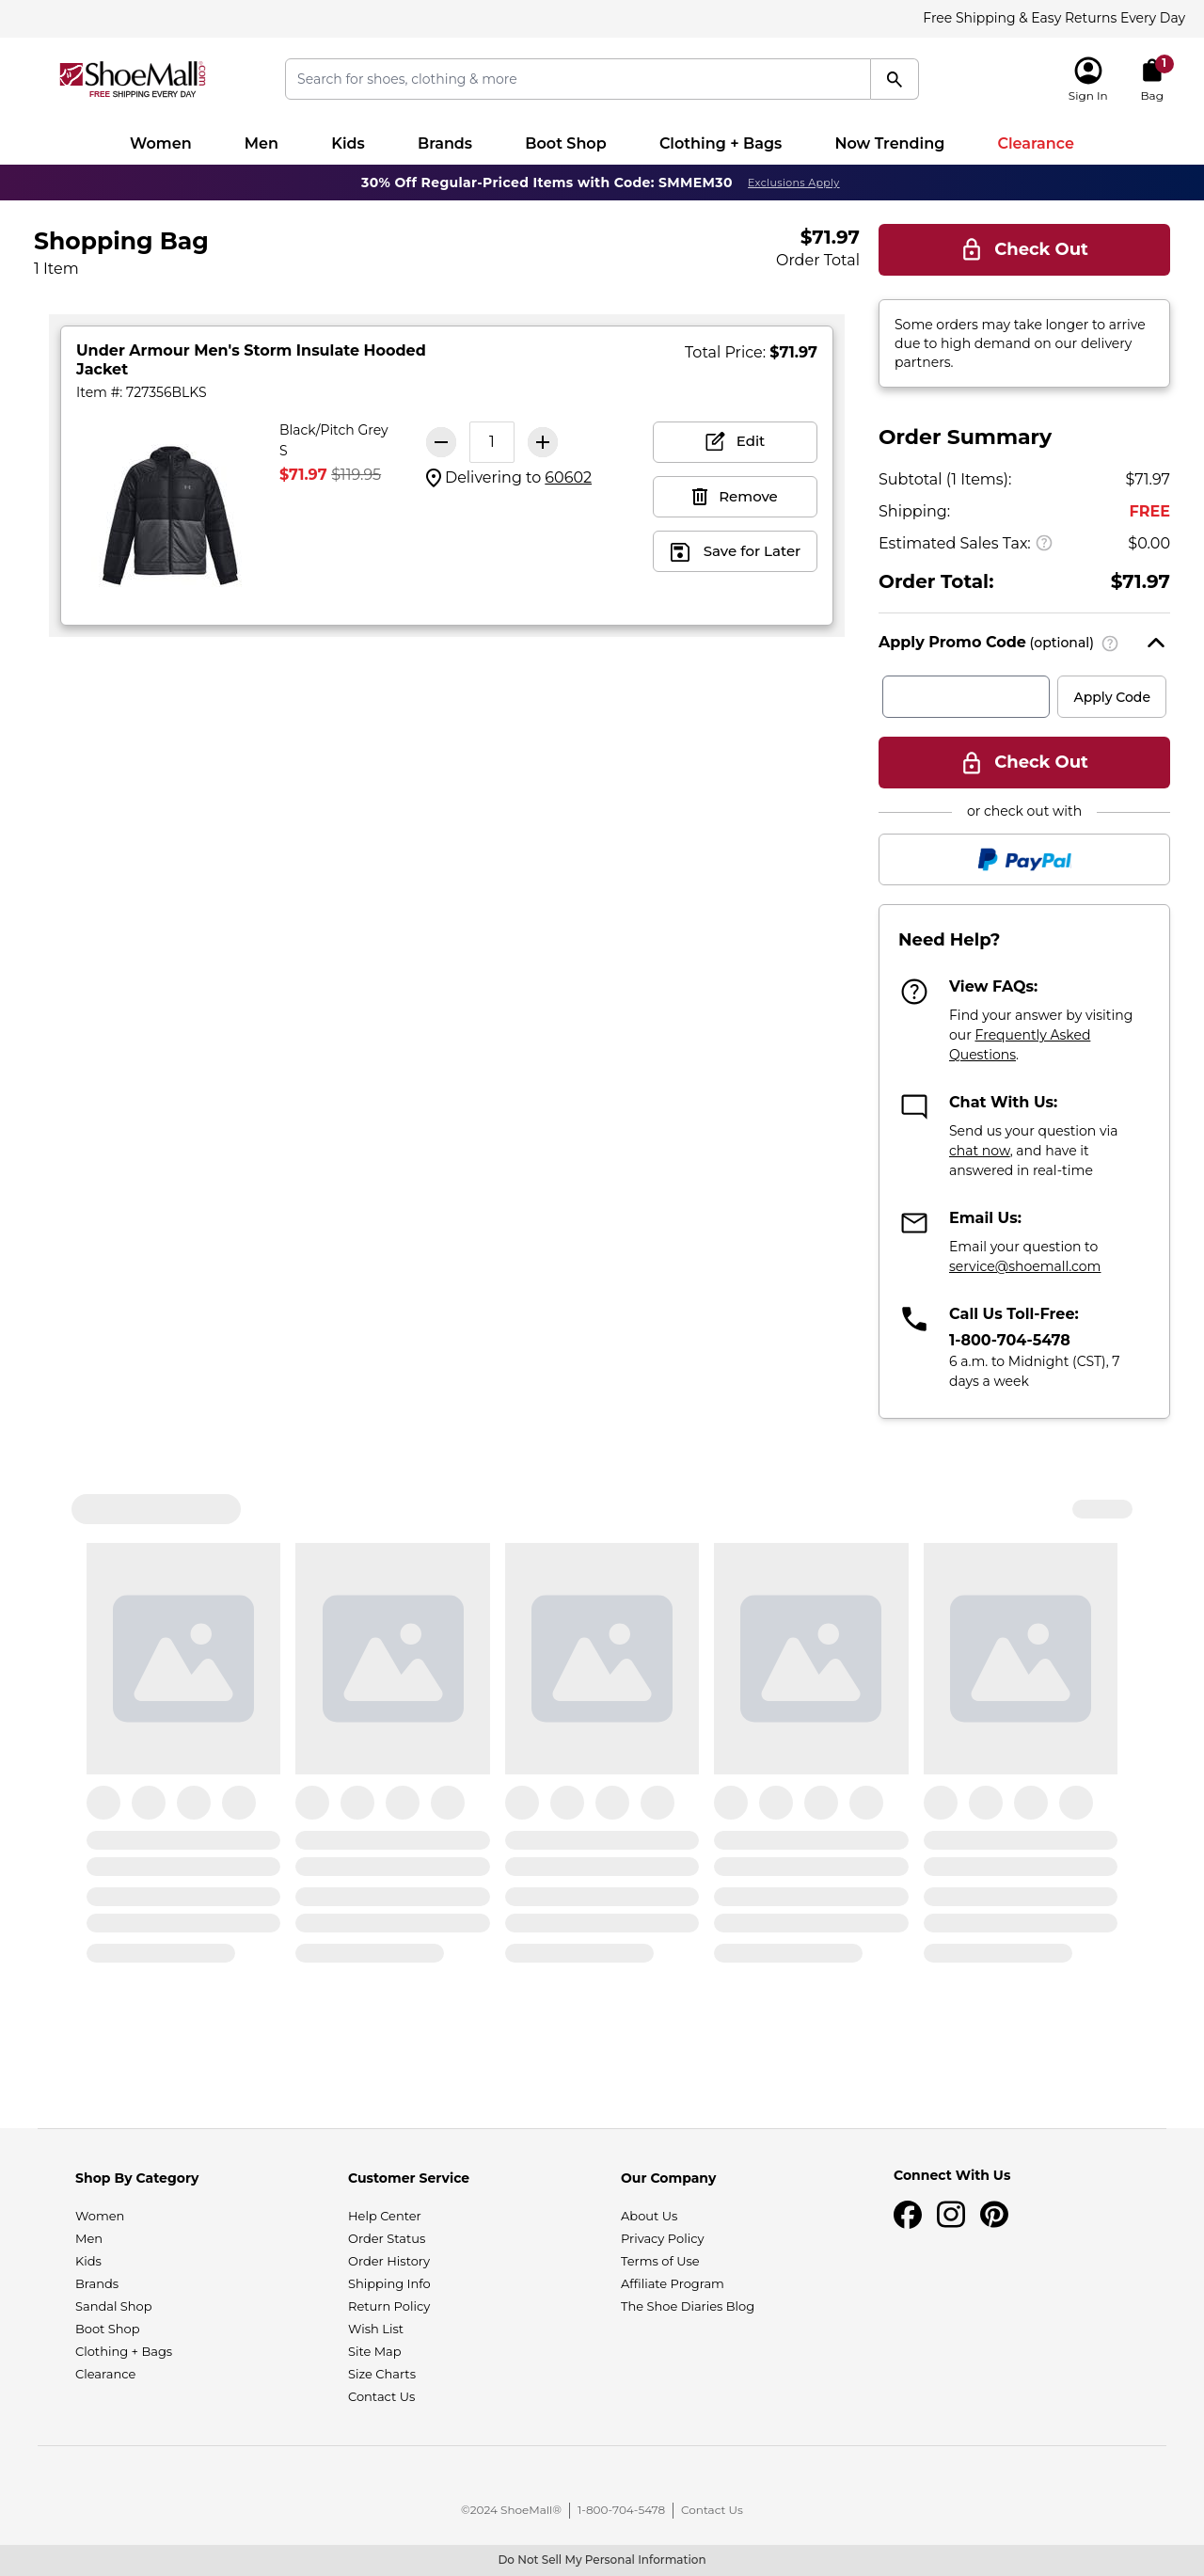 Free Shipping & Easy Returns Every Day
ShoeMall.com
FREE SHIPPING EVERY DAY
Search for shoes, clothing & more
Sign In
1
Bag
Women Men Kids Brands Boot Shop Clothing + Bags Now Trending Clearance
30% Off Regular-Priced Items with Code: SMMEM30 Exclusions Apply
Shopping Bag
1 Item
$71.97
Order Total
Check Out
Some orders may take longer to arrive
due to high demand on our delivery
partners.
Under Armour Men's Storm Insulate Hooded
Jacket
Item #: 727356BLKS
Total Price: $71.97
Black/Pitch Grey
S
$71.97 $119.95
1
Delivering to 60602
Edit
Remove
Save for Later
Order Summary
Subtotal (1 Items): $71.97
Shipping: FREE
Estimated Sales Tax: $0.00
Order Total: $71.97
Apply Promo Code (optional)
Apply Code
Check Out
or check out with
PayPal
Need Help?
View FAQs:
Find your answer by visiting
our Frequently Asked
Questions.
Chat With Us:
Send us your question via
chat now, and have it
answered in real-time
Email Us:
Email your question to
service@shoemall.com
Call Us Toll-Free:
1-800-704-5478
6 a.m. to Midnight (CST), 7
days a week
Shop By Category
Women
Men
Kids
Brands
Sandal Shop
Boot Shop
Clothing + Bags
Clearance
Customer Service
Help Center
Order Status
Order History
Shipping Info
Return Policy
Wish List
Site Map
Size Charts
Contact Us
Our Company
About Us
Privacy Policy
Terms of Use
Affiliate Program
The Shoe Diaries Blog
Connect With Us
©2024 ShoeMall® 1-800-704-5478 Contact Us
Do Not Sell My Personal Information